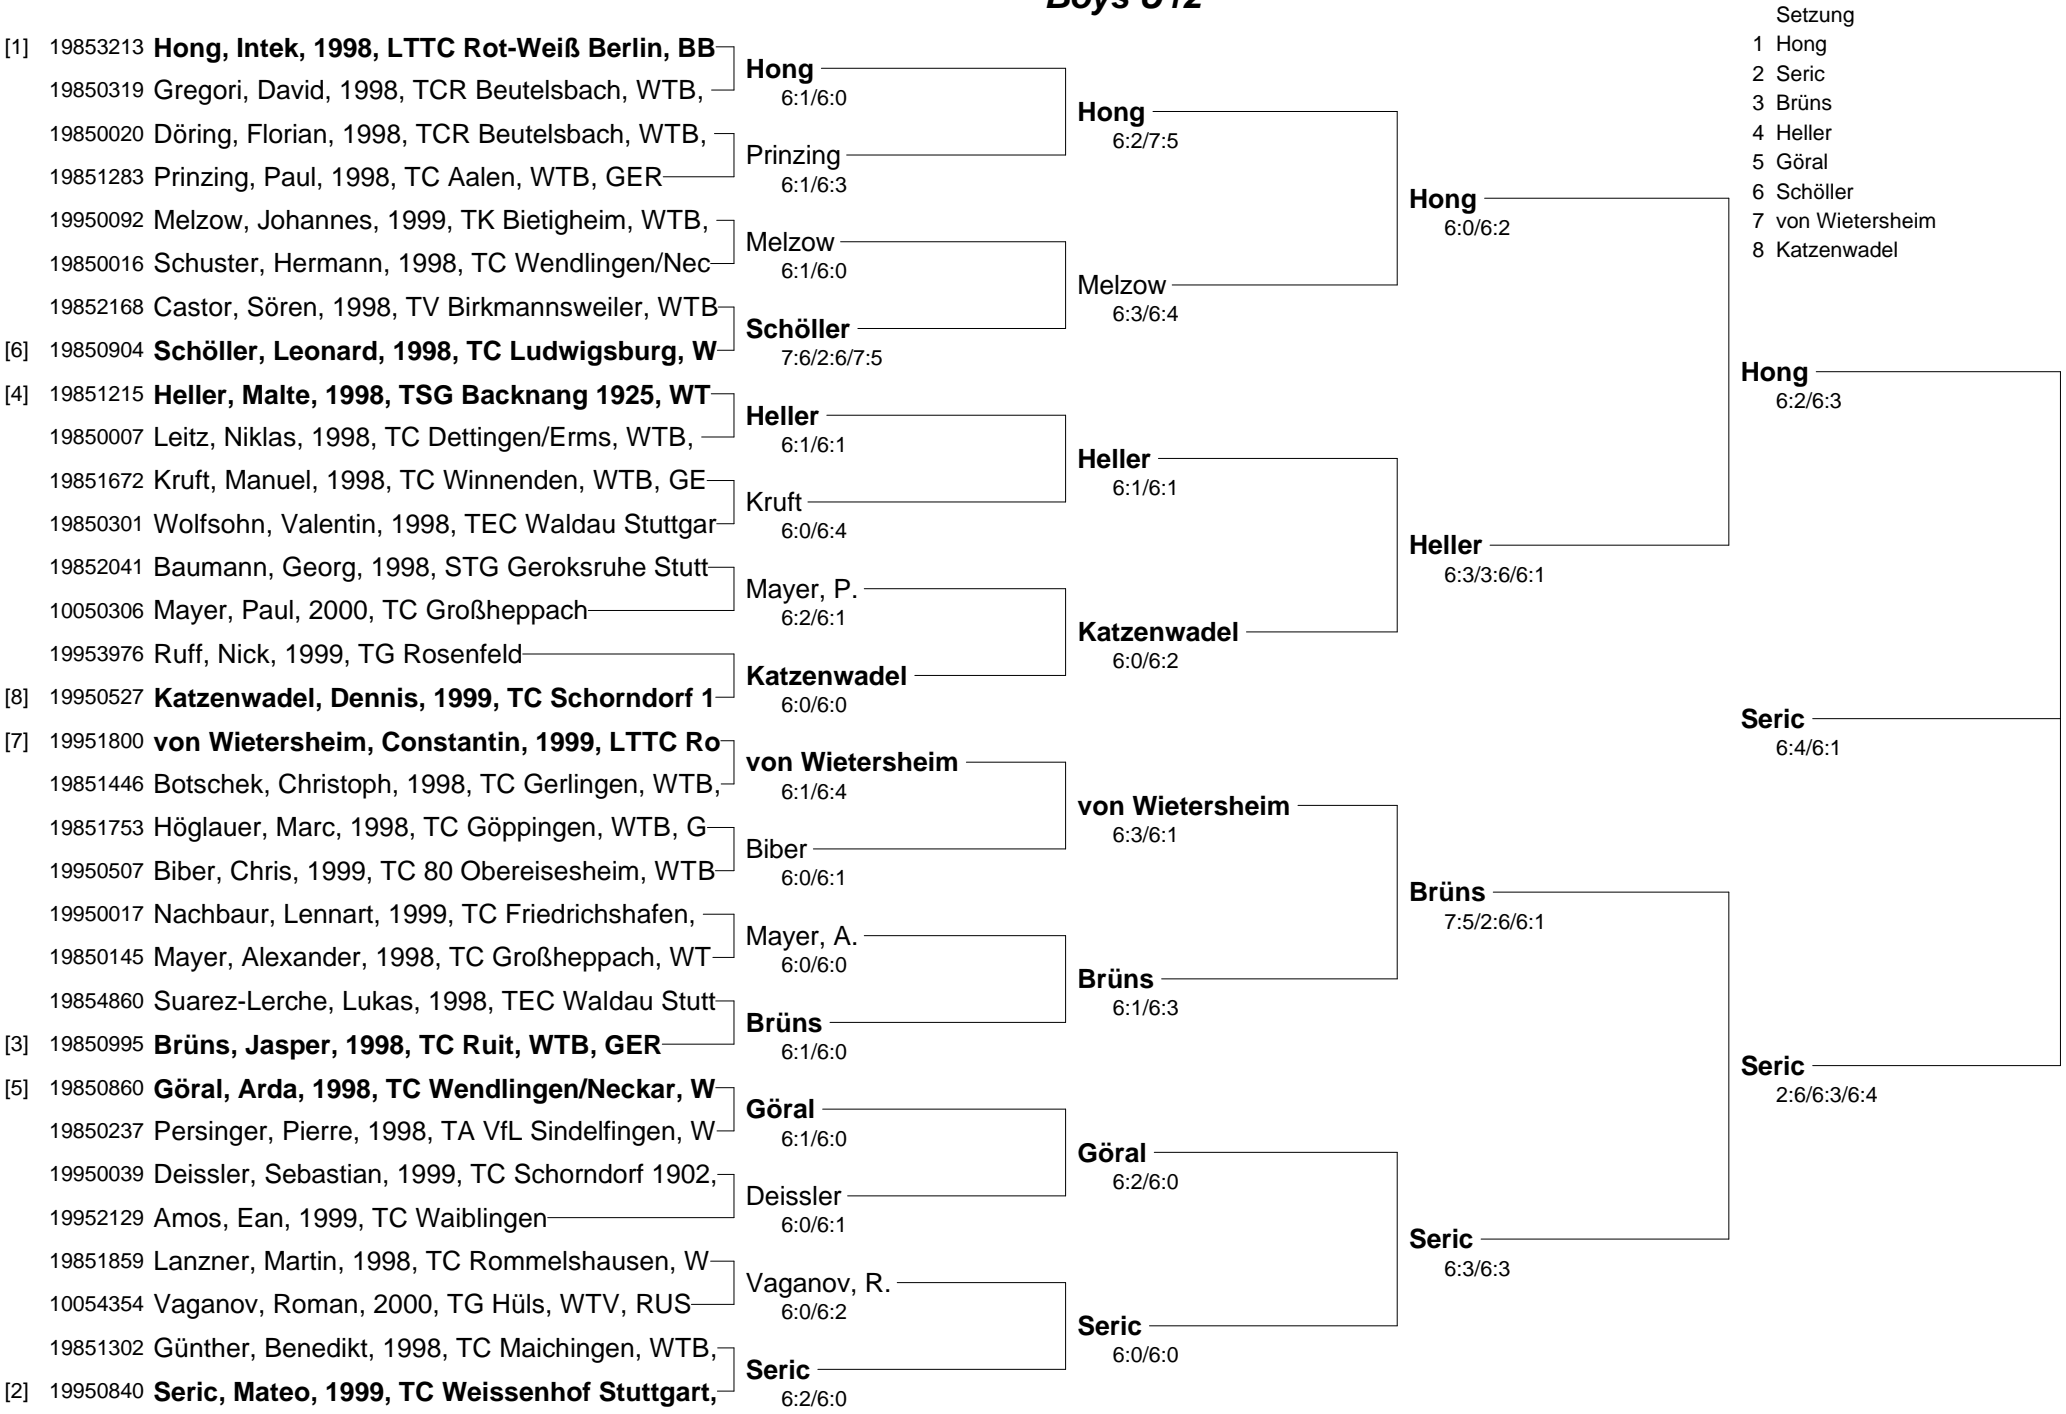 Boys U12
Setzung
1 Hong
2 Seric
3 Brüns
4 Heller
5 Göral
6 Schöller
7 von Wietersheim
8 Katzenwadel
[1] 19853213 Hong, Intek, 1998, LTTC Rot-Weiß Berlin, BB
19850319 Gregori, David, 1998, TCR Beutelsbach, WTB,
19850020 Döring, Florian, 1998, TCR Beutelsbach, WTB,
19851283 Prinzing, Paul, 1998, TC Aalen, WTB, GER
19950092 Melzow, Johannes, 1999, TK Bietigheim, WTB,
19850016 Schuster, Hermann, 1998, TC Wendlingen/Nec
19852168 Castor, Sören, 1998, TV Birkmannsweiler, WTB
[6] 19850904 Schöller, Leonard, 1998, TC Ludwigsburg, W
[4] 19851215 Heller, Malte, 1998, TSG Backnang 1925, WT
19850007 Leitz, Niklas, 1998, TC Dettingen/Erms, WTB,
19851672 Kruft, Manuel, 1998, TC Winnenden, WTB, GE
19850301 Wolfsohn, Valentin, 1998, TEC Waldau Stuttgar
19852041 Baumann, Georg, 1998, STG Geroksruhe Stutt
10050306 Mayer, Paul, 2000, TC Großheppach
19953976 Ruff, Nick, 1999, TG Rosenfeld
[8] 19950527 Katzenwadel, Dennis, 1999, TC Schorndorf 1
[7] 19951800 von Wietersheim, Constantin, 1999, LTTC Ro
19851446 Botschek, Christoph, 1998, TC Gerlingen, WTB,
19851753 Höglauer, Marc, 1998, TC Göppingen, WTB, G
19950507 Biber, Chris, 1999, TC 80 Obereisesheim, WTB
19950017 Nachbaur, Lennart, 1999, TC Friedrichshafen,
19850145 Mayer, Alexander, 1998, TC Großheppach, WT
19854860 Suarez-Lerche, Lukas, 1998, TEC Waldau Stutt
[3] 19850995 Brüns, Jasper, 1998, TC Ruit, WTB, GER
[5] 19850860 Göral, Arda, 1998, TC Wendlingen/Neckar, W
19850237 Persinger, Pierre, 1998, TA VfL Sindelfingen, W
19950039 Deissler, Sebastian, 1999, TC Schorndorf 1902,
19952129 Amos, Ean, 1999, TC Waiblingen
19851859 Lanzner, Martin, 1998, TC Rommelshausen, W
10054354 Vaganov, Roman, 2000, TG Hüls, WTV, RUS
19851302 Günther, Benedikt, 1998, TC Maichingen, WTB,
[2] 19950840 Seric, Mateo, 1999, TC Weissenhof Stuttgart,
Hong
6:1/6:0
Prinzing
6:1/6:3
Melzow
6:1/6:0
Schöller
7:6/2:6/7:5
Heller
6:1/6:1
Kruft
6:0/6:4
Mayer, P.
6:2/6:1
Katzenwadel
6:0/6:0
von Wietersheim
6:1/6:4
Biber
6:0/6:1
Mayer, A.
6:0/6:0
Brüns
6:1/6:0
Göral
6:1/6:0
Deissler
6:0/6:1
Vaganov, R.
6:0/6:2
Seric
6:2/6:0
Hong
6:2/7:5
Melzow
6:3/6:4
Heller
6:1/6:1
Katzenwadel
6:0/6:2
von Wietersheim
6:3/6:1
Brüns
6:1/6:3
Göral
6:2/6:0
Seric
6:0/6:0
Hong
6:0/6:2
Heller
6:3/3:6/6:1
Brüns
7:5/2:6/6:1
Seric
6:3/6:3
Hong
6:2/6:3
Seric
6:4/6:1
Seric
2:6/6:3/6:4